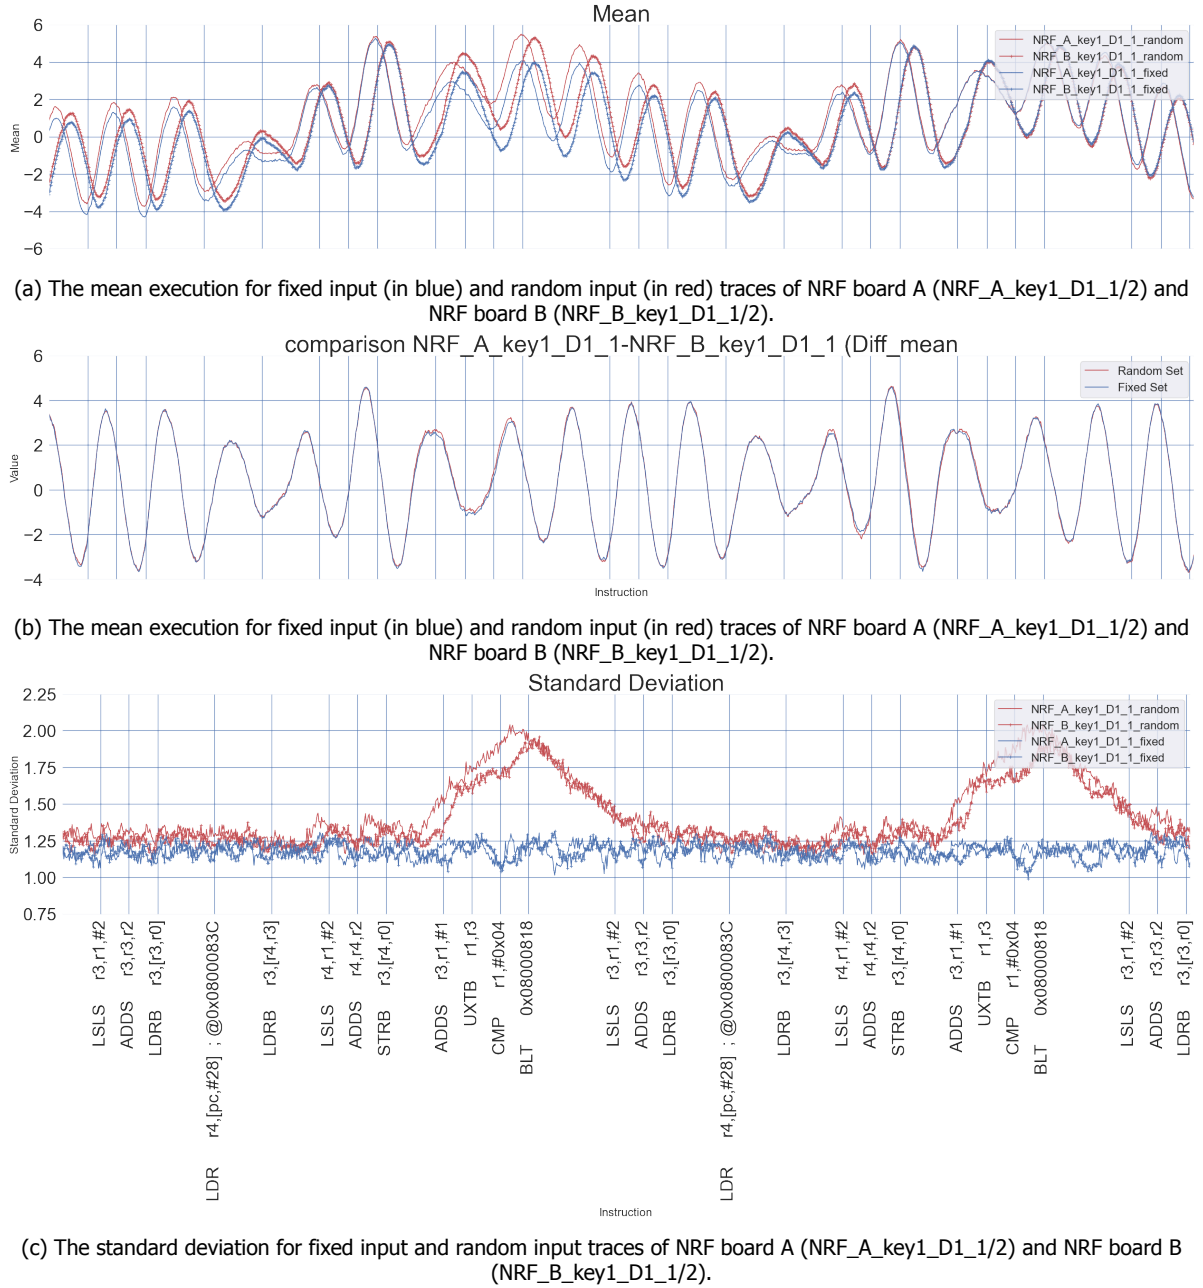 Mean
6
4
2
0
−2
−4
−6
Mean
NRF_A_key1_D1_1_random
NRF_B_key1_D1_1_random
NRF_A_key1_D1_1_fixed
NRF_B_key1_D1_1_fixed
(a) The mean execution for fixed input (in blue) and random input (in red) traces of NRF board A (NRF_A_key1_D1_1/2) and
NRF board B (NRF_B_key1_D1_1/2).
comparison NRF_A_key1_D1_1-NRF_B_key1_D1_1 (Diff_mean
6
4
2
0
−2
−4
Value
Random Set
Fixed Set
Instruction
(b) The mean execution for fixed input (in blue) and random input (in red) traces of NRF board A (NRF_A_key1_D1_1/2) and
NRF board B (NRF_B_key1_D1_1/2).
Standard Deviation
2.25
2.00
1.75
1.50
1.25
1.00
0.75
Standard Deviation
NRF_A_key1_D1_1_random
NRF_B_key1_D1_1_random
NRF_A_key1_D1_1_fixed
NRF_B_key1_D1_1_fixed
LSLS r3,r1,#2
ADDS r3,r3,r2
LDRB r3,[r3,r0]
LDR r4,[pc,#28] ; @0x0800083C
LDRB r3,[r4,r3]
LSLS r4,r1,#2
ADDS r4,r4,r2
STRB r3,[r4,r0]
ADDS r3,r1,#1
UXTB r1,r3
CMP r1,#0x04
BLT 0x08000818
LSLS r3,r1,#2
ADDS r3,r3,r2
LDRB r3,[r3,r0]
LDR r4,[pc,#28] ; @0x0800083C
LDRB r3,[r4,r3]
LSLS r4,r1,#2
ADDS r4,r4,r2
STRB r3,[r4,r0]
ADDS r3,r1,#1
UXTB r1,r3
CMP r1,#0x04
BLT 0x08000818
LSLS r3,r1,#2
ADDS r3,r3,r2
LDRB r3,[r3,r0]
Instruction
(c) The standard deviation for fixed input and random input traces of NRF board A (NRF_A_key1_D1_1/2) and NRF board B
(NRF_B_key1_D1_1/2).